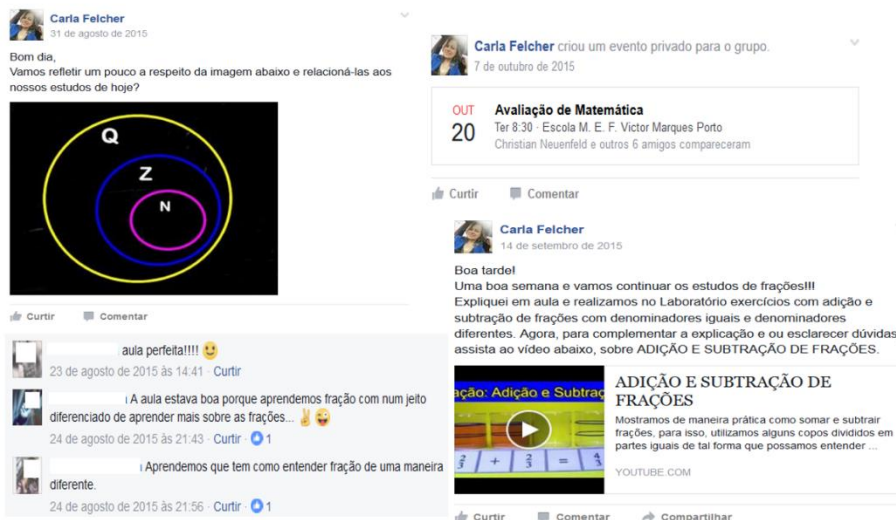 Carla Felcher
31 de agosto de 2015
Bom dia,
Vamos refletir um pouco a respeito da imagem abaixo e relacioná-las aos
nossos estudos de hoje?
Q
Z
N
Curtir Comentar
aula perfeita!!!!
23 de agosto de 2015 às 14:41 · Curtir
A aula estava boa porque aprendemos fração com num jeito
diferenciado de aprender mais sobre as frações...
24 de agosto de 2015 às 21:43 · Curtir · 1
Aprendemos que tem como entender fração de uma maneira
diferente.
24 de agosto de 2015 às 21:56 · Curtir · 1
Carla Felcher criou um evento privado para o grupo.
7 de outubro de 2015
OUT
20
Avaliação de Matemática
Ter 8:30 · Escola M. E. F. Victor Marques Porto
Christian Neuenfeld e outros 6 amigos compareceram
Curtir Comentar
Carla Felcher
14 de setembro de 2015
Boa tarde!
Uma boa semana e vamos continuar os estudos de frações!!!
Expliquei em aula e realizamos no Laboratório exercícios com adição e
subtração de frações com denominadores iguais e denominadores
diferentes. Agora, para complementar a explicação e ou esclarecer dúvidas
assista ao vídeo abaixo, sobre ADIÇÃO E SUBTRAÇÃO DE FRAÇÕES.
ação: Adição e Subtraç
2/3 + 2/3 = 4/3
ADIÇÃO E SUBTRAÇÃO DE
FRAÇÕES
Mostramos de maneira prática como somar e subtrair
frações, para isso, utilizamos alguns copos divididos em
partes iguais de tal forma que possamos entender ...
YOUTUBE.COM
Curtir Comentar Compartilhar